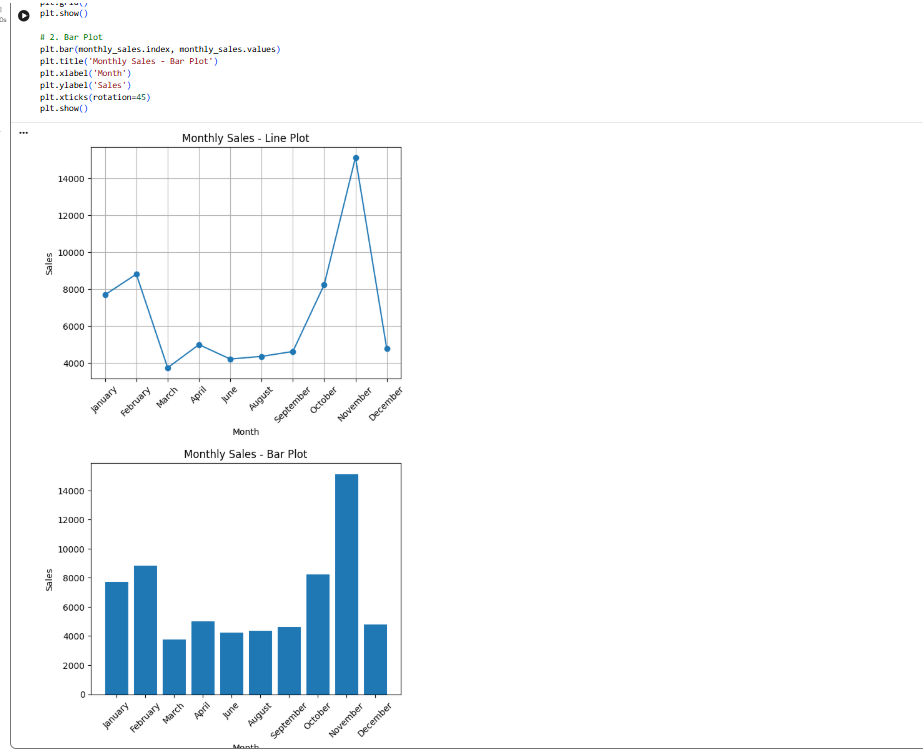 plt.grid()
plt.show()
# 2. Bar Plot
plt.bar(monthly_sales.index, monthly_sales.values)
plt.title('Monthly Sales - Bar Plot')
plt.xlabel('Month')
plt.ylabel('Sales')
plt.xticks(rotation=45)
plt.show()
Monthly Sales - Line Plot
14000
12000
10000
8000
6000
4000
Sales
January
February
March
April
June
August
September
October
November
December
Month
Monthly Sales - Bar Plot
14000
12000
10000
8000
6000
4000
2000
0
Sales
January
February
March
April
June
August
September
October
November
December
Month